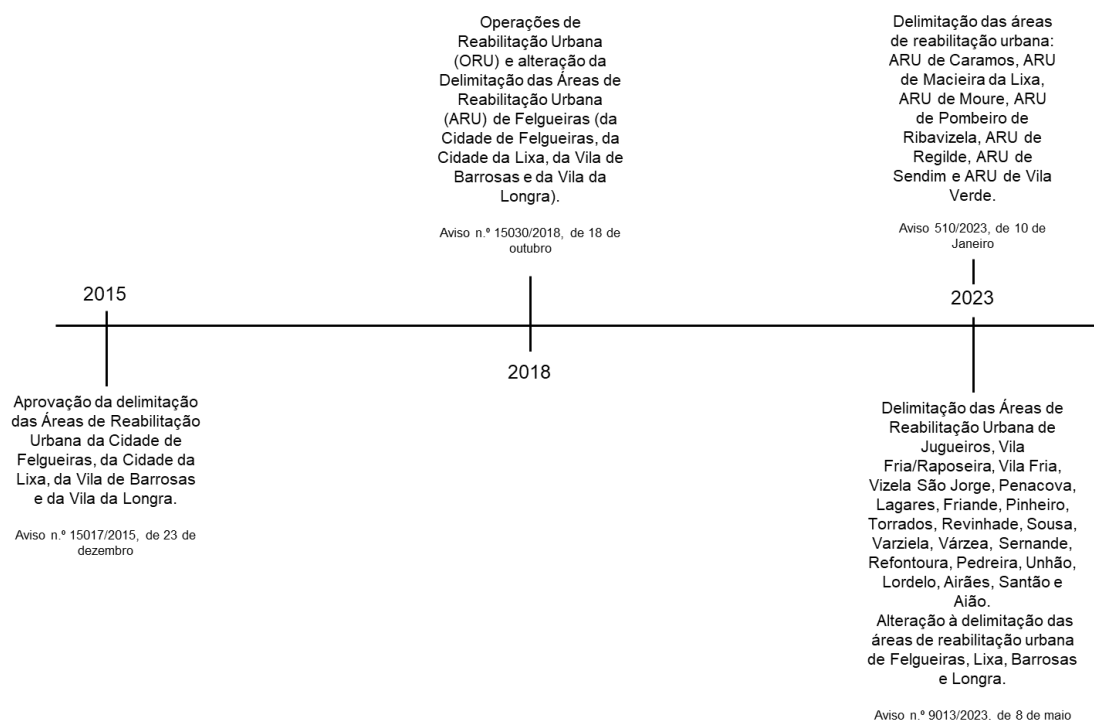 Operações de
Reabilitação Urbana
(ORU) e alteração da
Delimitação das Áreas de
Reabilitação Urbana
(ARU) de Felgueiras (da
Cidade de Felgueiras, da
Cidade da Lixa, da Vila de
Barrosas e da Vila da
Longra).
Aviso n.º 15030/2018, de 18 de
outubro
Delimitação das áreas
de reabilitação urbana:
ARU de Caramos, ARU
de Macieira da Lixa,
ARU de Moure, ARU
de Pombeiro de
Ribavizela, ARU de
Regilde, ARU de
Sendim e ARU de Vila
Verde.
Aviso 510/2023, de 10 de
Janeiro
2015
2023
2018
Aprovação da delimitação
das Áreas de Reabilitação
Urbana da Cidade de
Felgueiras, da Cidade da
Lixa, da Vila de Barrosas
e da Vila da Longra.
Aviso n.º 15017/2015, de 23 de
dezembro
Delimitação das Áreas de
Reabilitação Urbana de
Jugueiros, Vila
Fria/Raposeira, Vila Fria,
Vizela São Jorge, Penacova,
Lagares, Friande, Pinheiro,
Torrados, Revinhade, Sousa,
Varziela, Várzea, Sernande,
Refontoura, Pedreira, Unhão,
Lordelo, Airães, Santão e
Aião.
Alteração à delimitação das
áreas de reabilitação urbana
de Felgueiras, Lixa, Barrosas
e Longra.
Aviso n.º 9013/2023, de 8 de maio